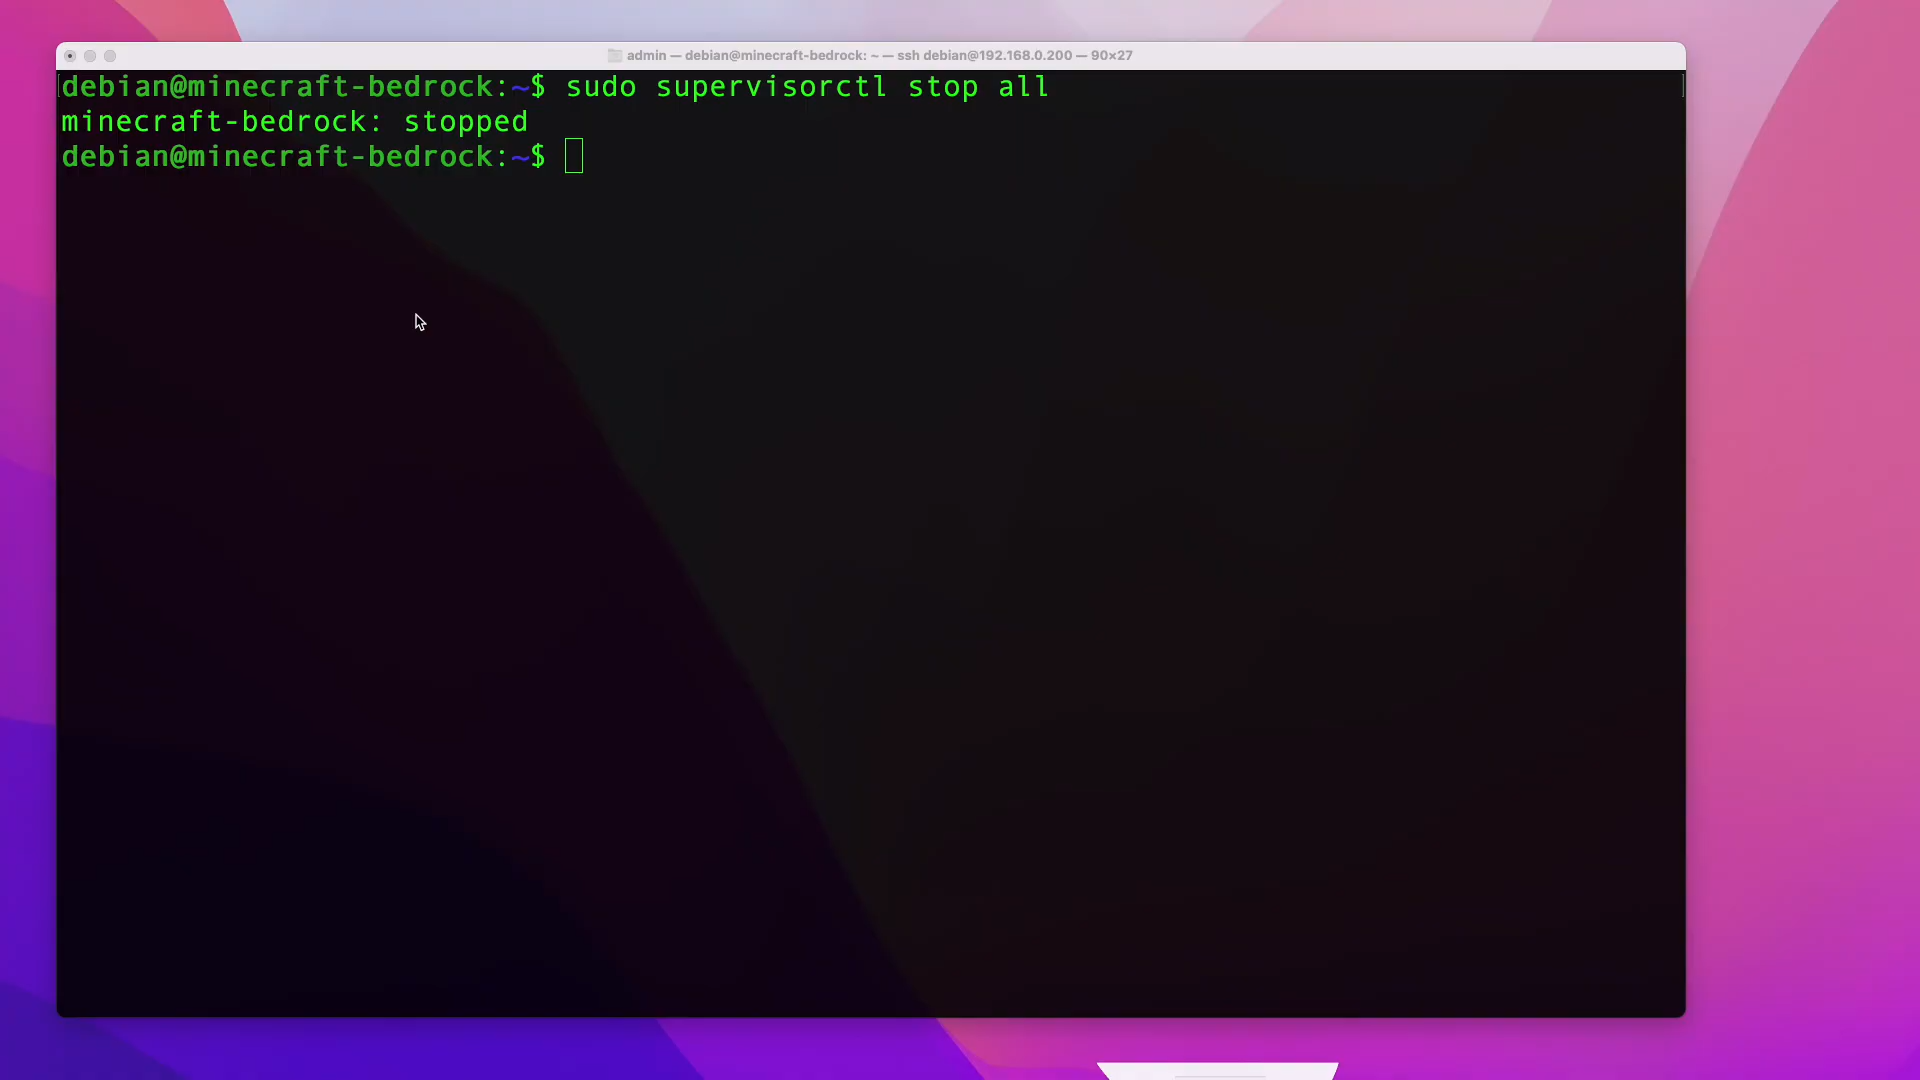 admin — debian@minecraft-bedrock: ~ — ssh debian@192.168.0.200 — 90×27
debian@minecraft-bedrock:~$ sudo supervisorctl stop all
minecraft-bedrock: stopped
debian@minecraft-bedrock:~$